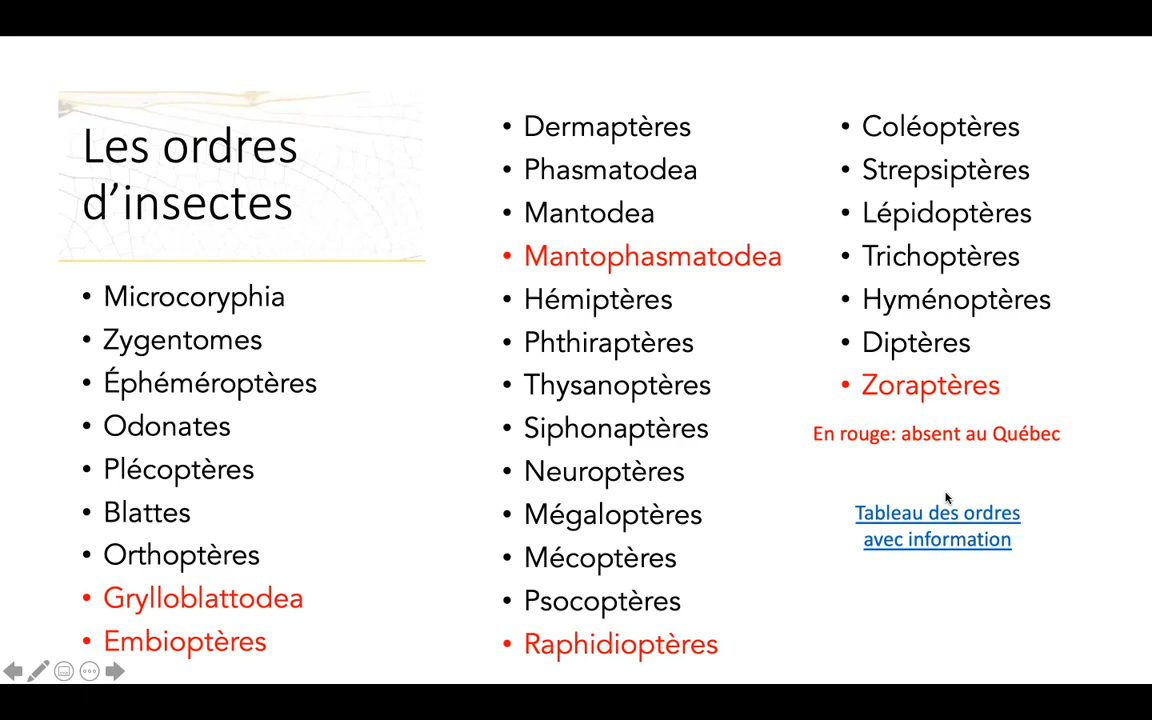 Les ordres
d’insectes
• Microcoryphia
• Zygentomes
• Éphéméroptères
• Odonates
• Plécoptères
• Blattes
• Orthoptères
• Grylloblattodea
• Embioptères
• Dermaptères
• Phasmatodea
• Mantodea
• Mantophasmatodea
• Hémiptères
• Phthiraptères
• Thysanoptères
• Siphonaptères
• Neuroptères
• Mégaloptères
• Mécoptères
• Psocoptères
• Raphidioptères
• Coléoptères
• Strepsiptères
• Lépidoptères
• Trichoptères
• Hyménoptères
• Diptères
• Zoraptères
En rouge: absent au Québec
Tableau des ordres
avec information